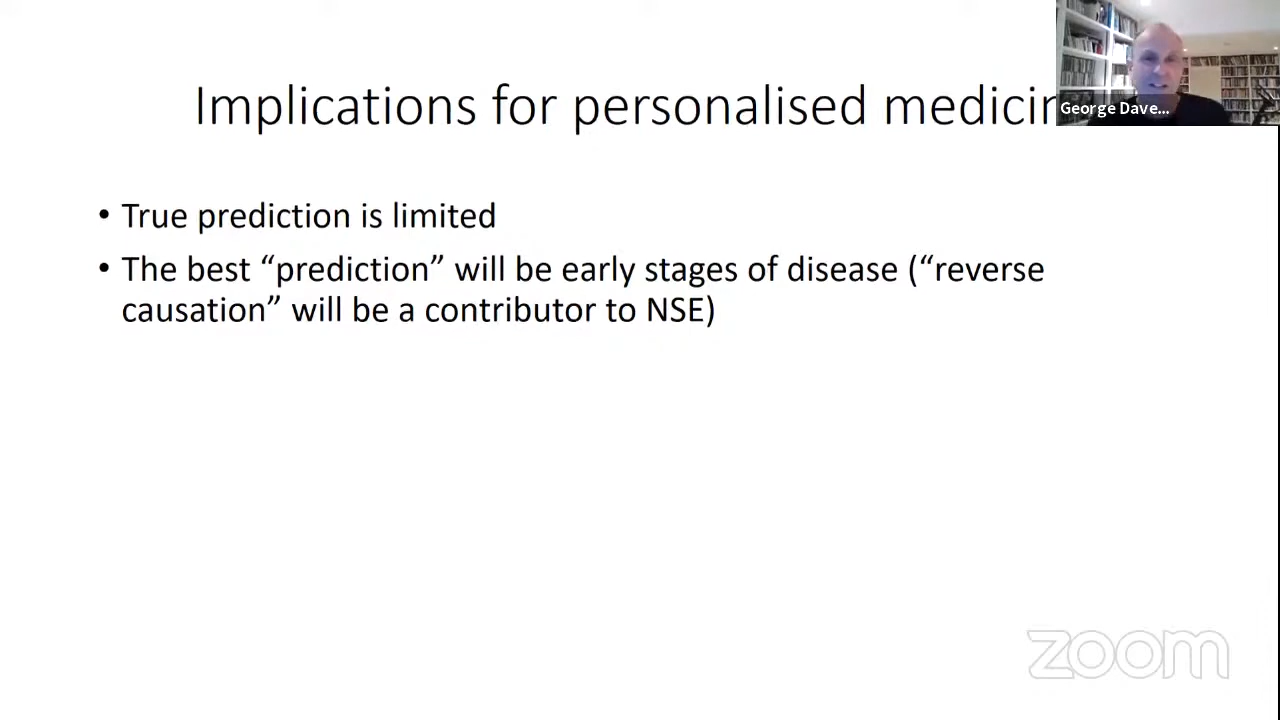 Implications for personalised medicin
George Dave...
• True prediction is limited
• The best “prediction” will be early stages of disease (“reverse
causation” will be a contributor to NSE)
zoom